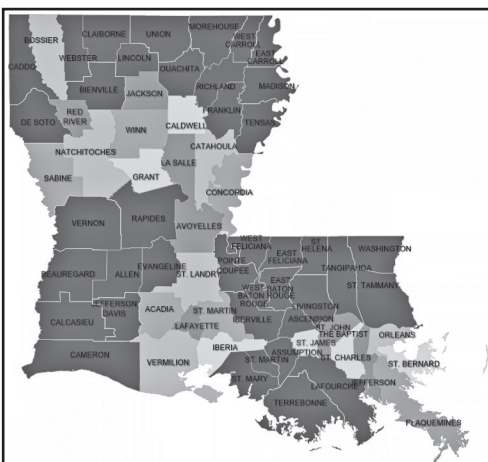 MOREHOUSE
CLAIBORNE
UNION
WEST
CARROLL
BOSSIER
EAST
CARROLL
WEBSTER
LINCOLN
OUACHITA
CADDO
RICHLAND
MADISON
BIENVILLE
JACKSON
FRANKLIN
RED
RIVER
DE SOTO
CALDWELL
TENSAS
WINN
CATAHOULA
NATCHITOCHES
LA SALLE
SABINE
GRANT
CONCORDIA
VERNON
RAPIDES
AVOYELLES
WEST
FELICIANA
ST
HELENA
WASHINGTON
EAST
FELICIANA
POINTE
COUPEE
TANGIPAHOA
EVANGELINE
ST. LANDRY
BEAUREGARD
ALLEN
WEST
BATON ROUGE
EAST
BATON
ROUGE
ST. TAMMANY
LIVINGSTON
JEFFERSON
DAVIS
CALCASIEU
ACADIA
ST. MARTIN
IBERVILLE
ASCENSION
ST. JOHN
THE BAPTIST
ORLEANS
LAFAYETTE
ST. JAMES
CAMERON
VERMILION
IBERIA
ASSUMPTION
ST. CHARLES
ST. BERNARD
ST. MARTIN
ST. MARY
LAFOURCHE
JEFFERSON
TERREBONNE
PLAQUEMINES